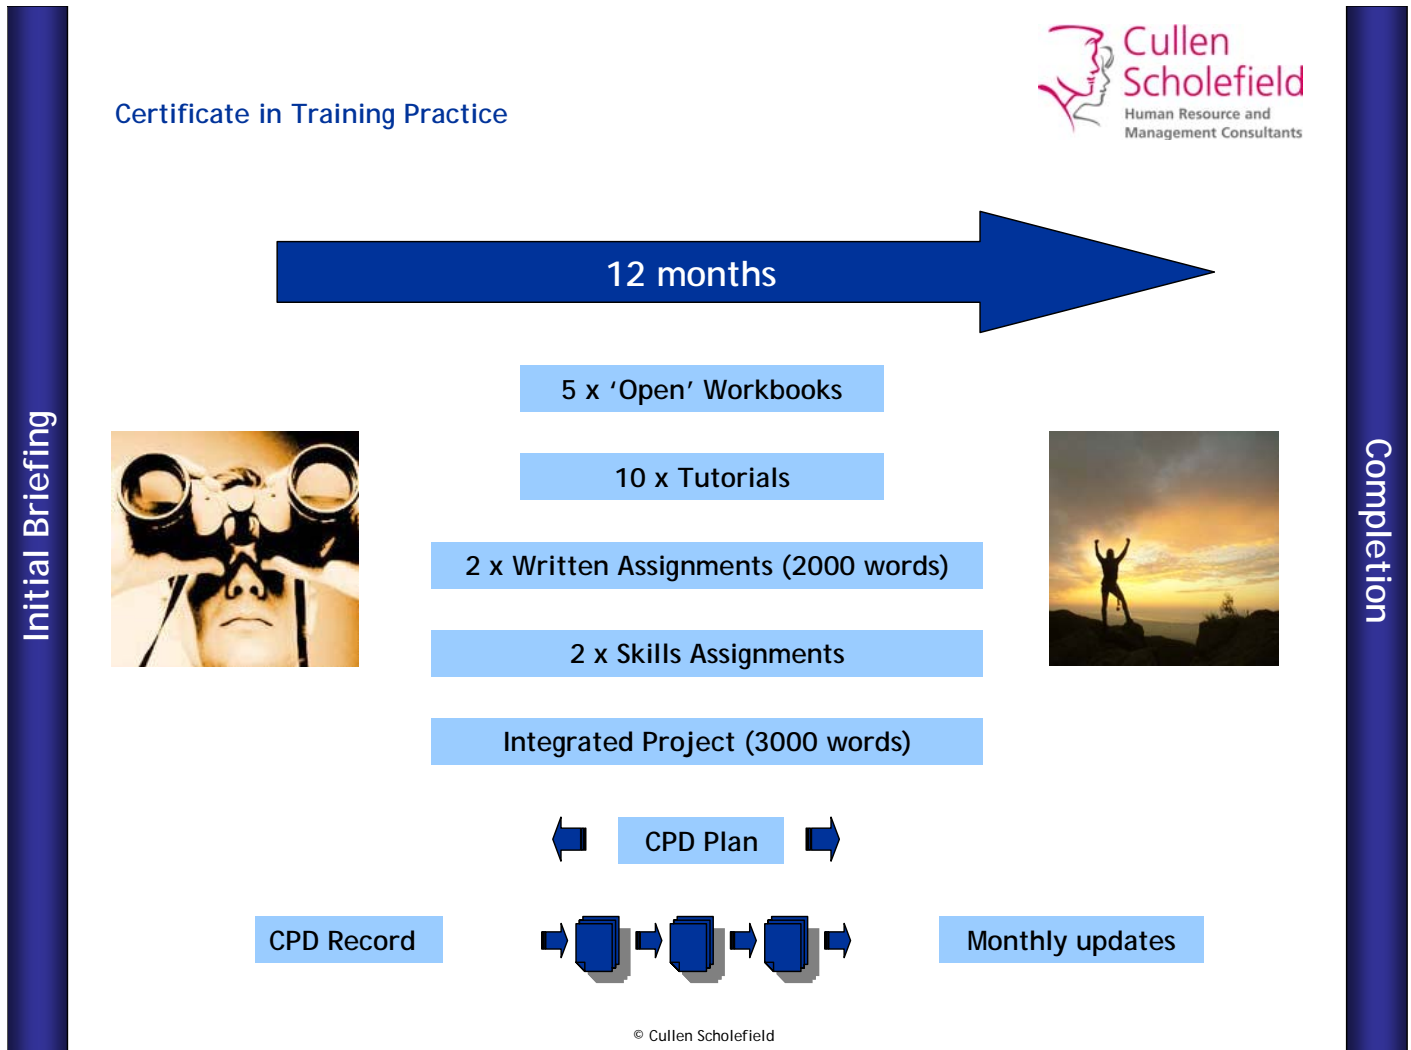 Cullen
Scholefield
Human Resource and
Management Consultants
Certificate in Training Practice
12 months
Initial Briefing
5 x ‘Open’ Workbooks
10 x Tutorials
2 x Written Assignments (2000 words)
2 x Skills Assignments
Integrated Project (3000 words)
Completion
CPD Plan
CPD Record
Monthly updates
© Cullen Scholefield